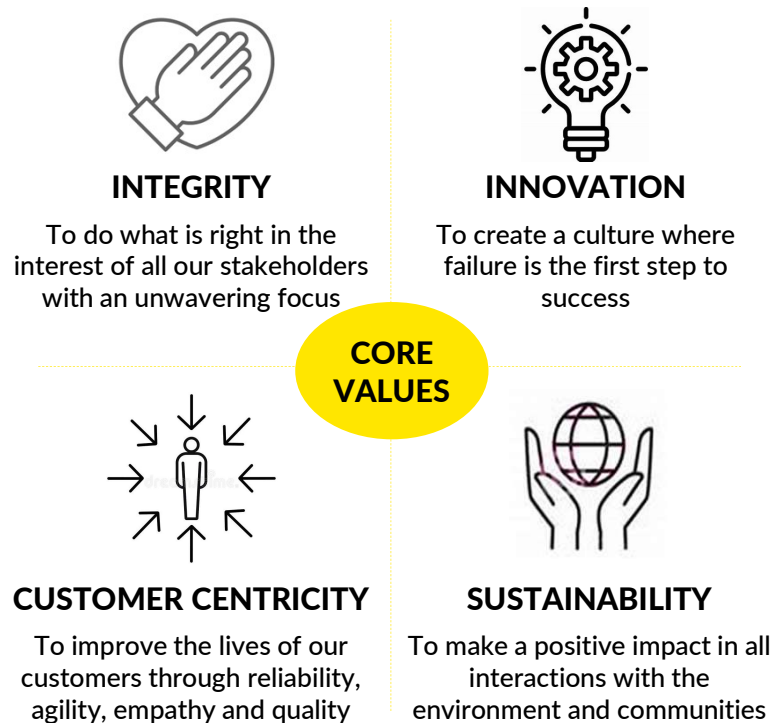 INTEGRITY
To do what is right in the
interest of all our stakeholders
with an unwavering focus
INNOVATION
To create a culture where
failure is the first step to
success
CORE
VALUES
CUSTOMER CENTRICITY
To improve the lives of our
customers through reliability,
agility, empathy and quality
SUSTAINABILITY
To make a positive impact in all
interactions with the
environment and communities